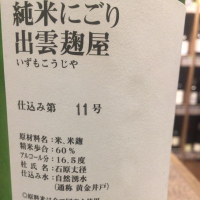 純米にごり
出雲麹屋
いずもこうじや
仕込み第 11号
原材料名：米、米麹
精米歩合：60%
アルコール分：16.5度
杜氏名：石原丈径
仕込み水：自然湧水
（通称 黄金井戸）